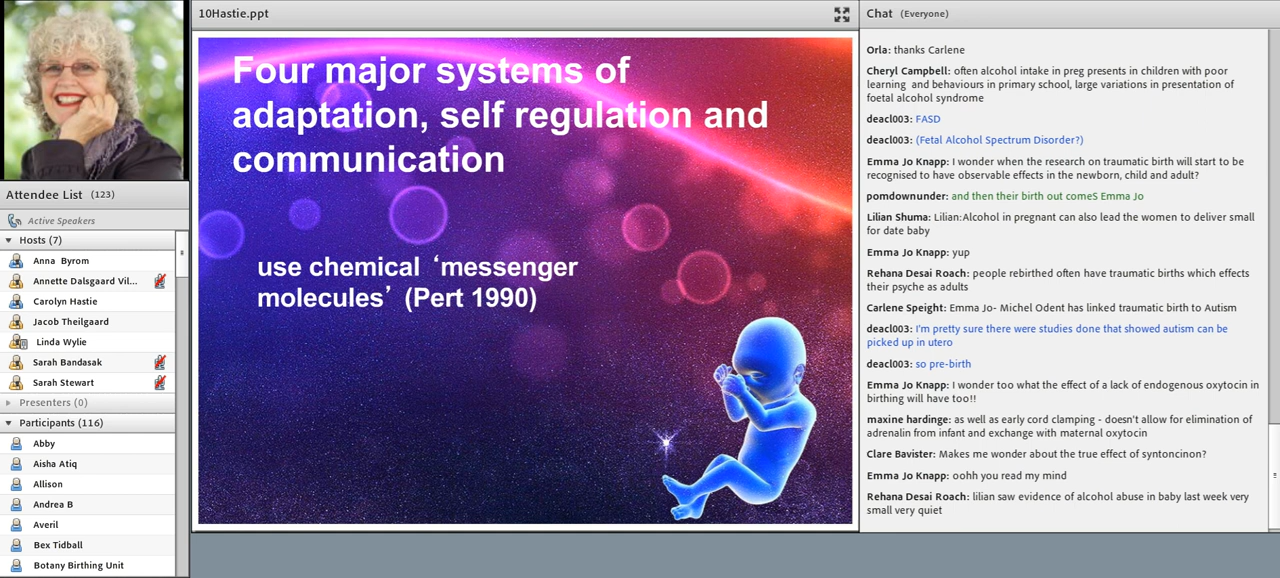 10Hastie.ppt
Four major systems of
adaptation, self regulation and
communication
use chemical ‘messenger
molecules’ (Pert 1990)
Attendee List (123)
Active Speakers
Hosts (7)
Anna Byrom
Annette Dalsgaard Vil...
Carolyn Hastie
Jacob Theilgaard
Linda Wylie
Sarah Bandasak
Sarah Stewart
Presenters (0)
Participants (116)
Abby
Aisha Atiq
Allison
Andrea B
Averil
Bex Tidball
Botany Birthing Unit
Chat (Everyone)
Orla: thanks Carlene
Cheryl Campbell: often alcohol intake in preg presents in children with poor
learning and behaviours in primary school, large variations in presentation of
foetal alcohol syndrome
deacl003: FASD
deacl003: (Fetal Alcohol Spectrum Disorder?)
Emma Jo Knapp: I wonder when the research on traumatic birth will start to be
recognised to have observable effects in the newborn, child and adult?
pomdownunder: and then their birth out comeS Emma Jo
Lilian Shuma: Lilian:Alcohol in pregnant can also lead the women to deliver small
for date baby
Emma Jo Knapp: yup
Rehana Desai Roach: people rebirthed often have traumatic births which effects
their psyche as adults
Carlene Speight: Emma Jo- Michel Odent has linked traumatic birth to Autism
deacl003: I'm pretty sure there were studies done that showed autism can be
picked up in utero
deacl003: so pre-birth
Emma Jo Knapp: I wonder too what the effect of a lack of endogenous oxytocin in
birthing will have too!!
maxine hardinge: as well as early cord clamping - doesn't allow for elimination of
adrenalin from infant and exchange with maternal oxytocin
Clare Bavister: Makes me wonder about the true effect of syntoncinon?
Emma Jo Knapp: oohh you read my mind
Rehana Desai Roach: lilian saw evidence of alcohol abuse in baby last week very
small very quiet